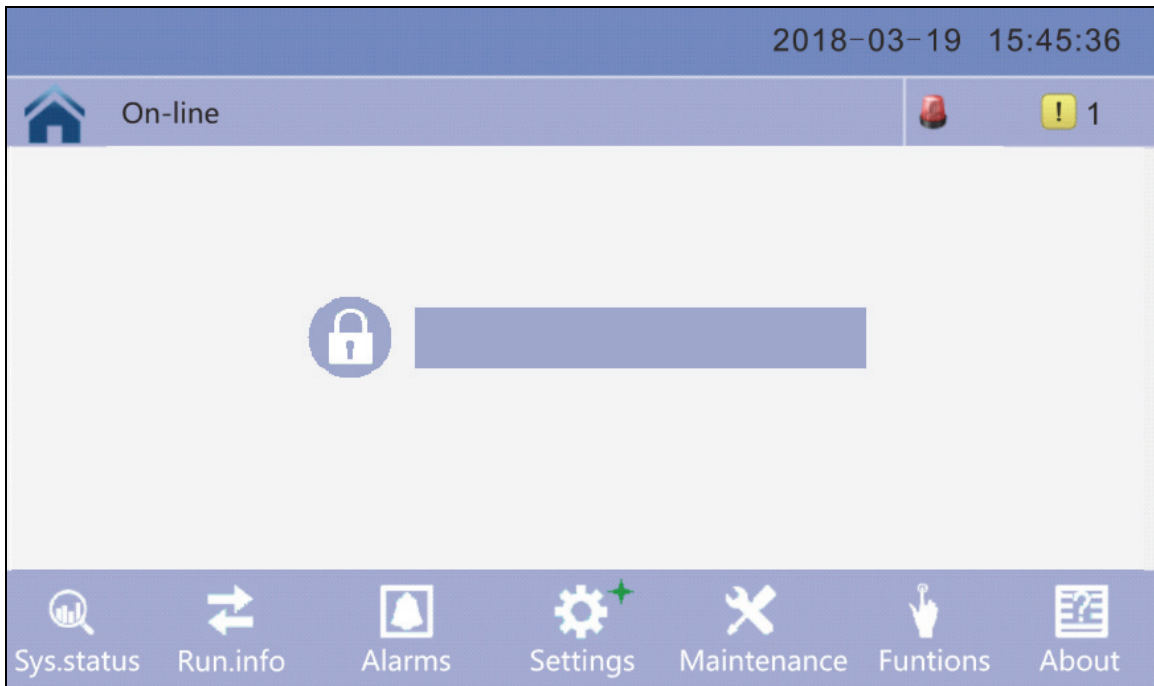 2018-03-19 15:45:36
On-line
! 1
Sys.status Run.info Alarms Settings Maintenance Funtions About